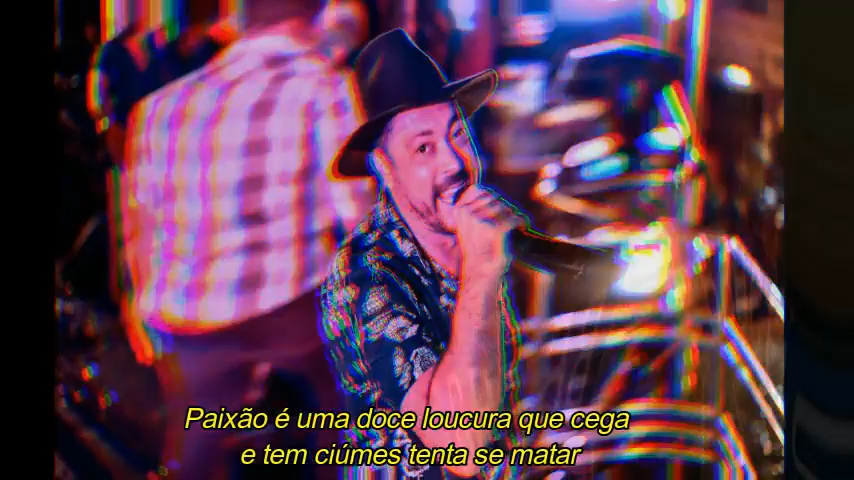 Paixão é uma doce loucura que cega
e tem ciúmes tenta se matar